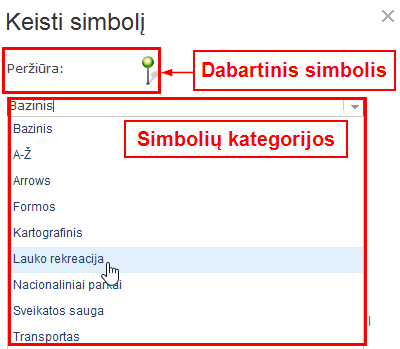 Keisti simbolį
Peržiūra:
Dabartinis simbolis
Bazinis
Simbolių kategorijos
Bazinis
A-Ž
Arrows
Formos
Kartografinis
Lauko rekreacija
Nacionaliniai parkai
Sveikatos sauga
Transportas